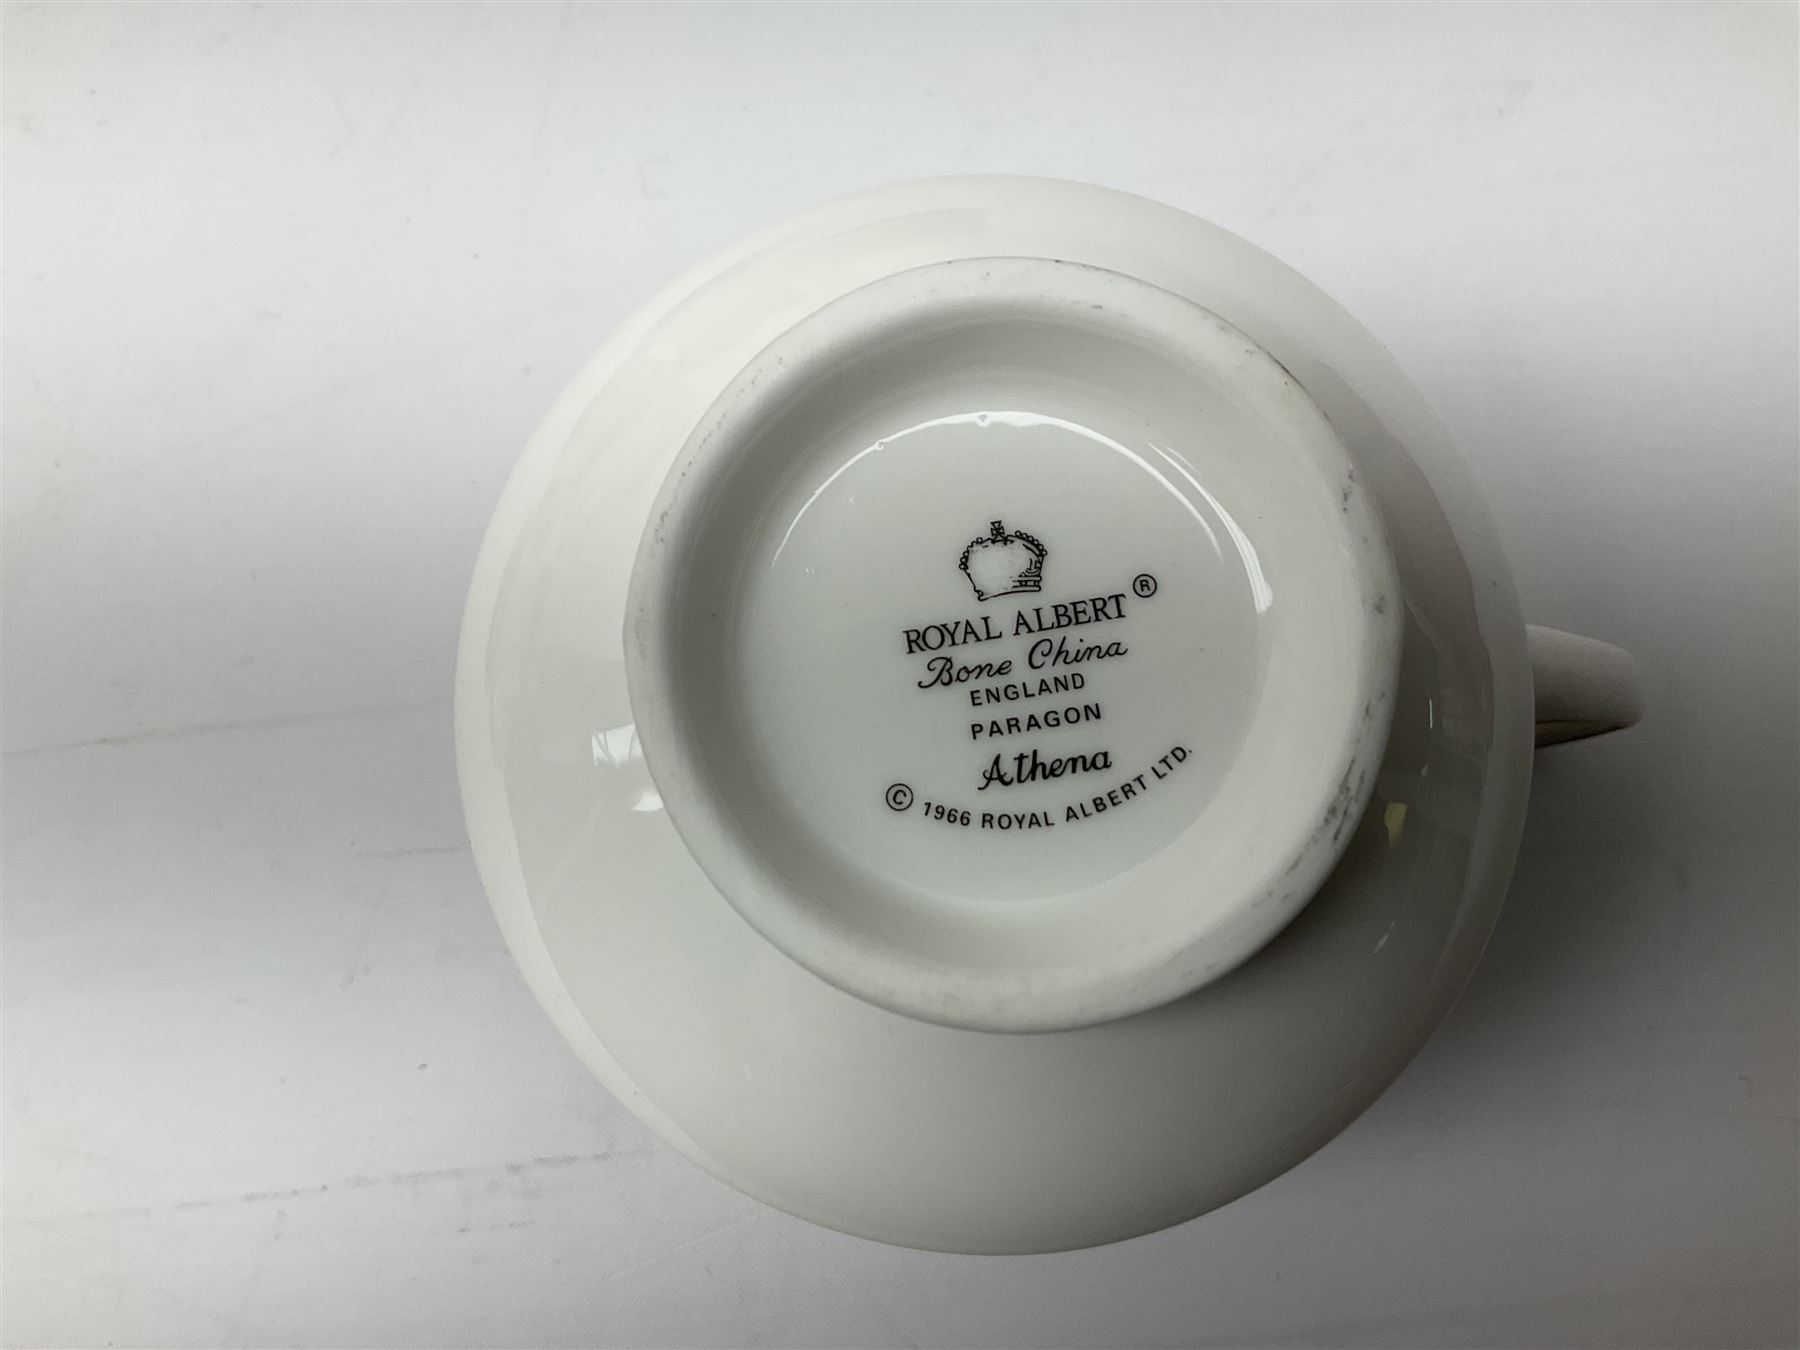 ROYAL ALBERT ®
Bone China
ENGLAND
PARAGON
Athena
© 1966 ROYAL ALBERT LTD.